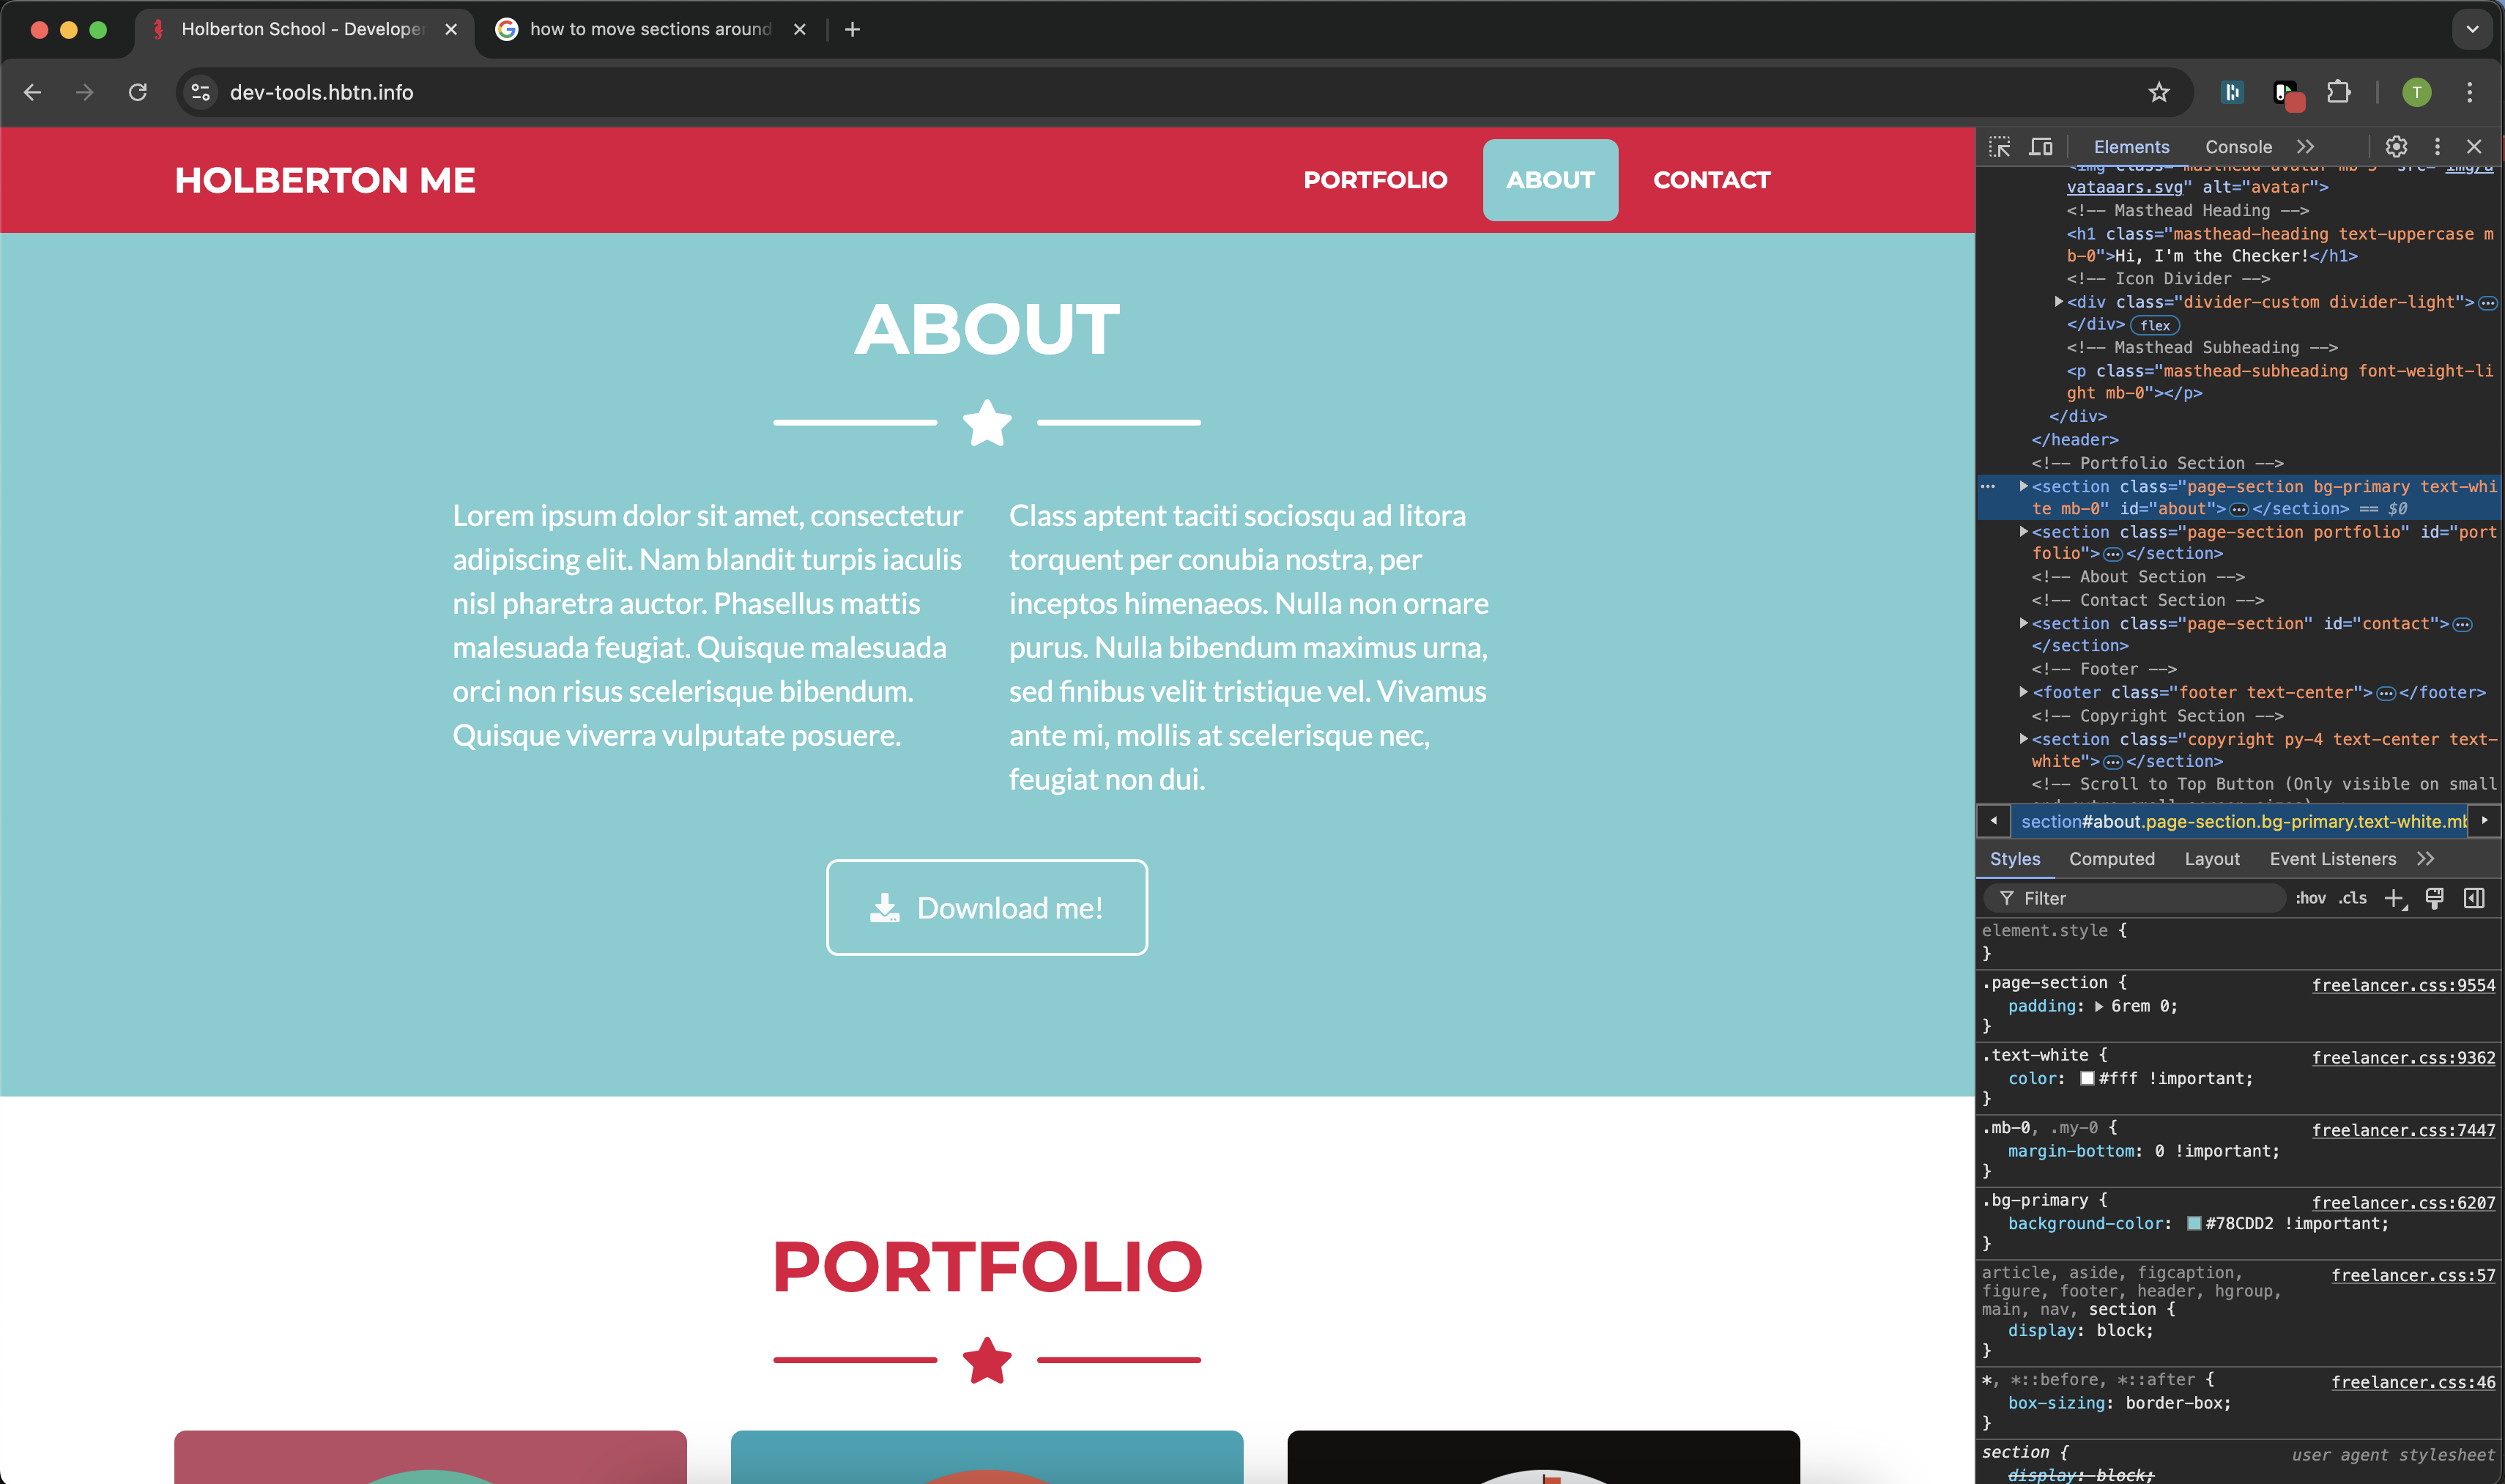 Holberton School - Developer
how to move sections around
dev-tools.hbtn.info
T
HOLBERTON ME
PORTFOLIO
ABOUT
CONTACT
ABOUT
Lorem ipsum dolor sit amet, consectetur
adipiscing elit. Nam blandit turpis iaculis
nisl pharetra auctor. Phasellus mattis
malesuada feugiat. Quisque malesuada
orci non risus scelerisque bibendum.
Quisque viverra vulputate posuere.
Class aptent taciti sociosqu ad litora
torquent per conubia nostra, per
inceptos himenaeos. Nulla non ornare
purus. Nulla bibendum maximus urna,
sed finibus velit tristique vel. Vivamus
ante mi, mollis at scelerisque nec,
feugiat non dui.
Download me!
PORTFOLIO
Elements
Console
vataaars.svg" alt="avatar">
<!-- Masthead Heading -->
<h1 class="masthead-heading text-uppercase m
b-0">Hi, I'm the Checker!</h1>
<!-- Icon Divider -->
<div class="divider-custom divider-light">…
</div> flex
<!-- Masthead Subheading -->
<p class="masthead-subheading font-weight-li
ght mb-0"></p>
</div>
</header>
<!-- Portfolio Section -->
<section class="page-section bg-primary text-whi
te mb-0" id="about">…</section> == $0
<section class="page-section portfolio" id="port
folio">…</section>
<!-- About Section -->
<!-- Contact Section -->
<section class="page-section" id="contact">…
</section>
<!-- Footer -->
<footer class="footer text-center">…</footer>
<!-- Copyright Section -->
<section class="copyright py-4 text-center text-
white">…</section>
<!-- Scroll to Top Button (Only visible on small
section#about.page-section.bg-primary.text-white.mb
Styles
Computed
Layout
Event Listeners
Filter
:hov .cls
element.style {
}
.page-section { freelancer.css:9554
padding: 6rem 0;
}
.text-white { freelancer.css:9362
color: #fff !important;
}
.mb-0, .my-0 { freelancer.css:7447
margin-bottom: 0 !important;
}
.bg-primary { freelancer.css:6207
background-color: #78CDD2 !important;
}
article, aside, figcaption, freelancer.css:57
figure, footer, header, hgroup,
main, nav, section {
display: block;
}
*, *::before, *::after { freelancer.css:46
box-sizing: border-box;
}
section { user agent stylesheet
display: block;